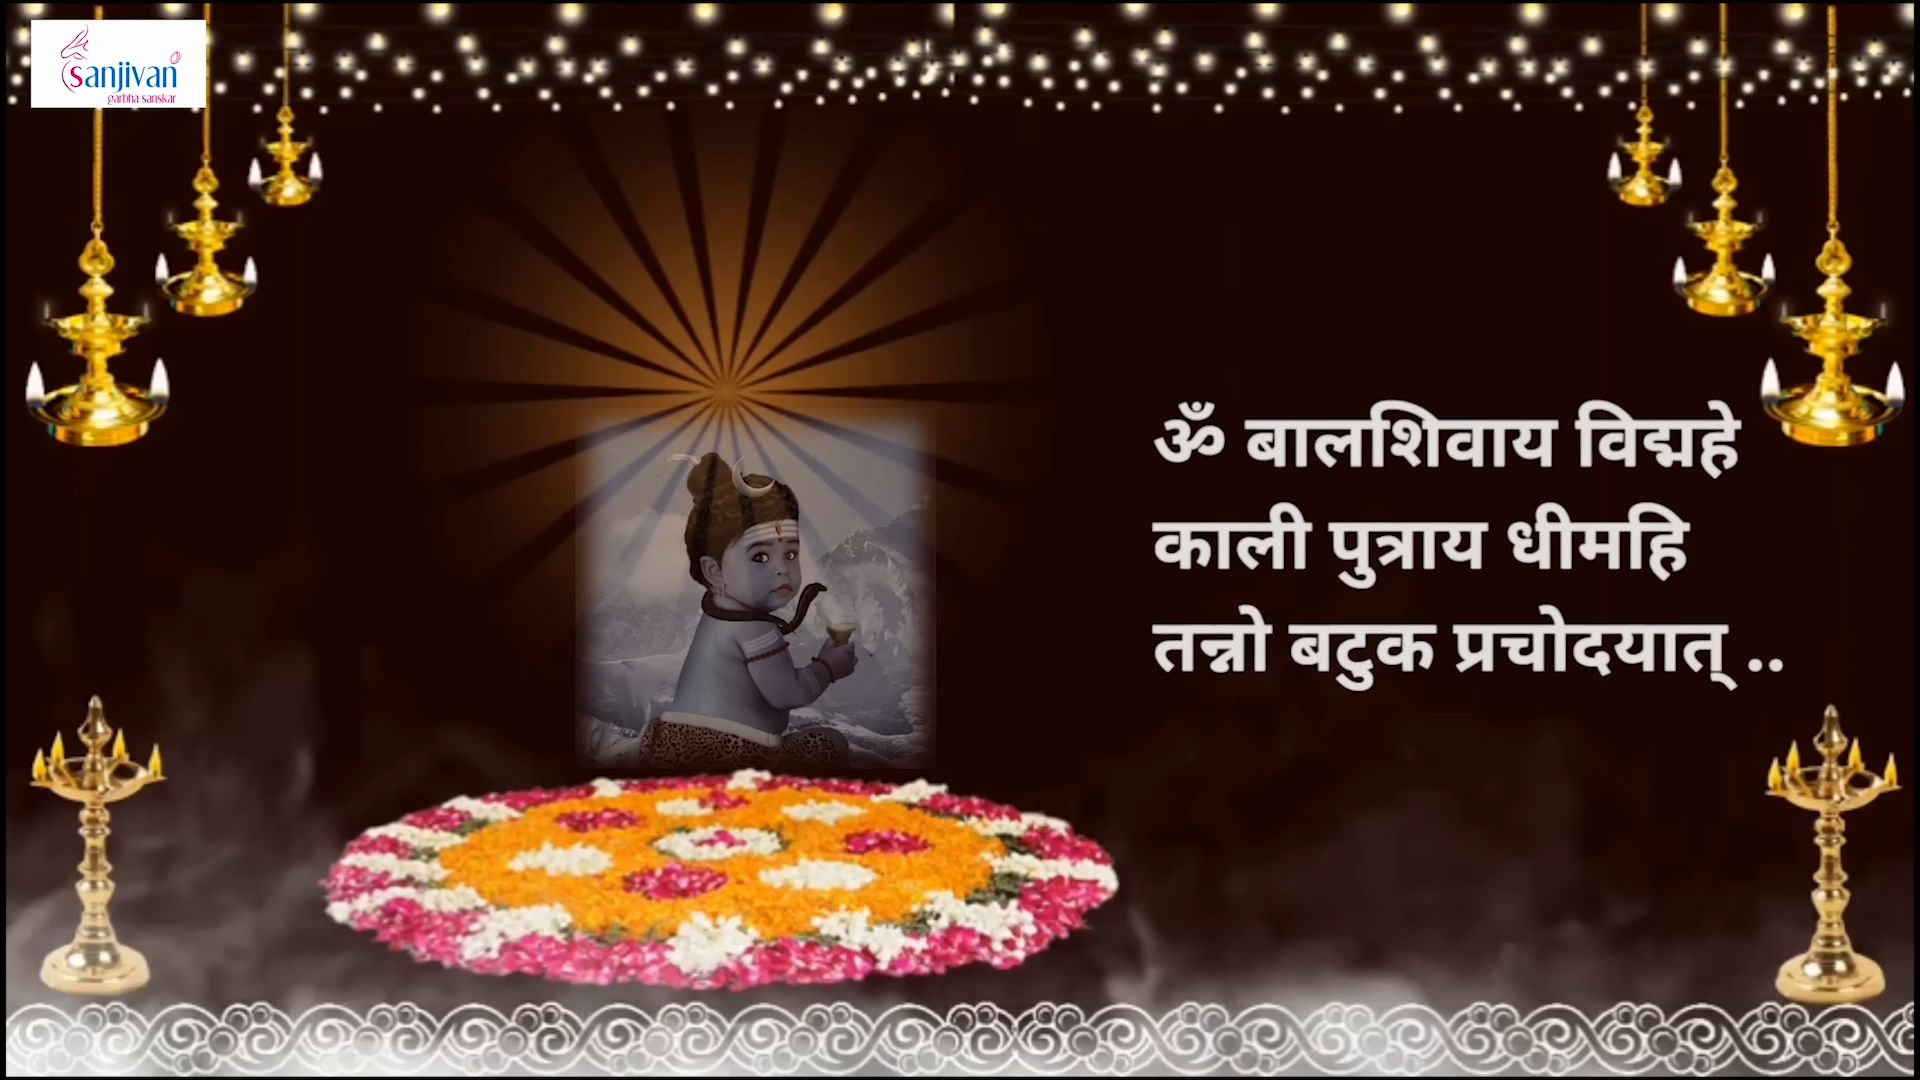 sanjivan
garbha sanskar
ॐ बालशिवाय विद्महे
काली पुत्राय धीमहि
तन्नो बटुक प्रचोदयात् ..